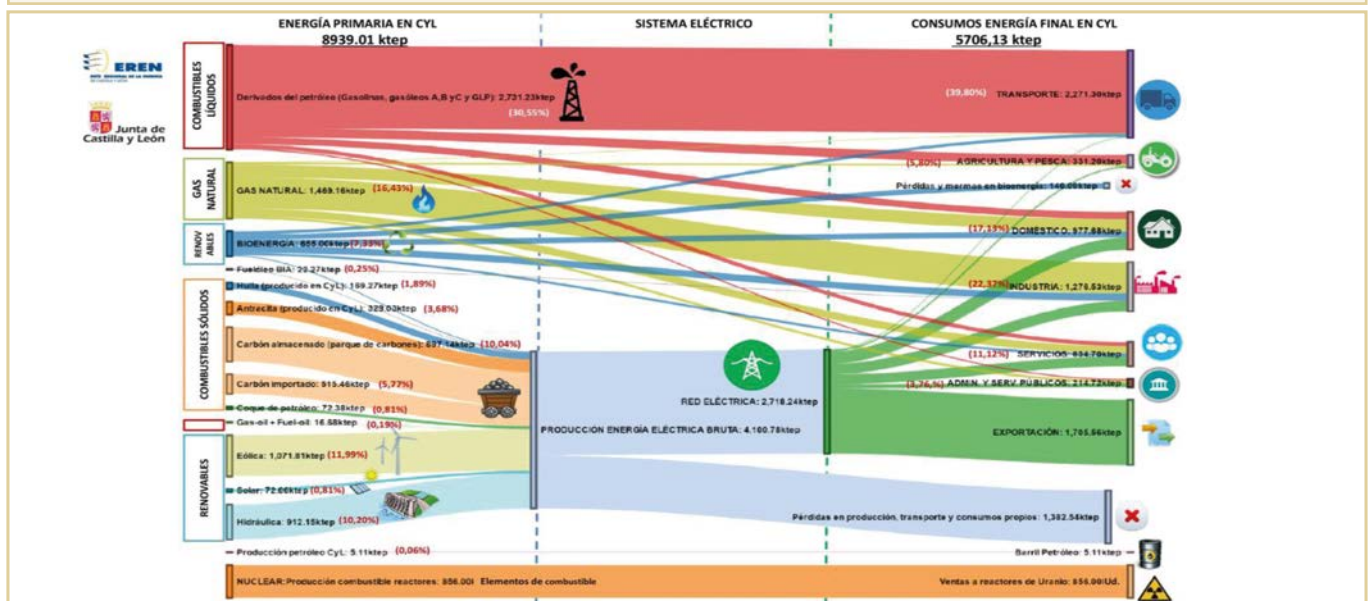 ENERGÍA PRIMARIA EN CYL
8939.01 ktep
SISTEMA ELÉCTRICO
CONSUMOS ENERGÍA FINAL EN CYL
5706,13 ktep
EREN
Junta de
Castilla y León
COMBUSTIBLES
LÍQUIDOS
Derivados del petróleo (Gasolinas, gasóleos A,B yC y GLP): 2,731.23ktep
(30,55%)
(39,80%) TRANSPORTE: 2,271.30ktep
(5,80%) AGRICULTURA Y PESCA: 331.20ktep
GAS
NATURAL
GAS NATURAL: 1,469.16ktep (16,43%)
Pérdidas y mermas en bioenergía:
RENOV
ABLES
BIOENERGÍA: 655.00ktep (7,33%)
(17,13%) DOMÉSTICO: 977.68ktep
Fuelóleo BIA: 22.27ktep (0,25%)
COMBUSTIBLES SÓLIDOS
Hulla (producido en CyL): 169.27ktep (1,89%)
(22,37%) INDUSTRIA: 1,276.53ktep
Antracita (producido en CyL): 329.03ktep (3,68%)
Carbón almacenado (parque de carbones): 897.14ktep (10,04%)
(11,12%) SERVICIOS: 634.70ktep
Carbón importado: 515.46ktep (5,77%)
(3,76%) ADMIN. Y SERV. PÚBLICOS: 214.72ktep
Coque de petróleo: 72.38ktep (0,81%)
RED ELÉCTRICA: 2,718.24ktep
Gas-oil + Fuel-oil: 16.58ktep (0,19%)
PRODUCCIÓN ENERGÍA ELÉCTRICA BRUTA: 4,100.78ktep
EXPORTACIÓN: 1,705.56ktep
RENOVABLES
Eólica: 1,071.81ktep (11,99%)
Solar: (0,81%)
Hidráulica: 912.15ktep (10,20%)
Pérdidas en producción, transporte y consumos propios: 1,382.54ktep
Producción petróleo CyL: 5.11ktep (0,06%)
Barril Petróleo: 5.11ktep
NUCLEAR:Producción combustible reactores: 856.00 Elementos de combustible
Ventas a reactores de Uranio: 856.00 Ud.